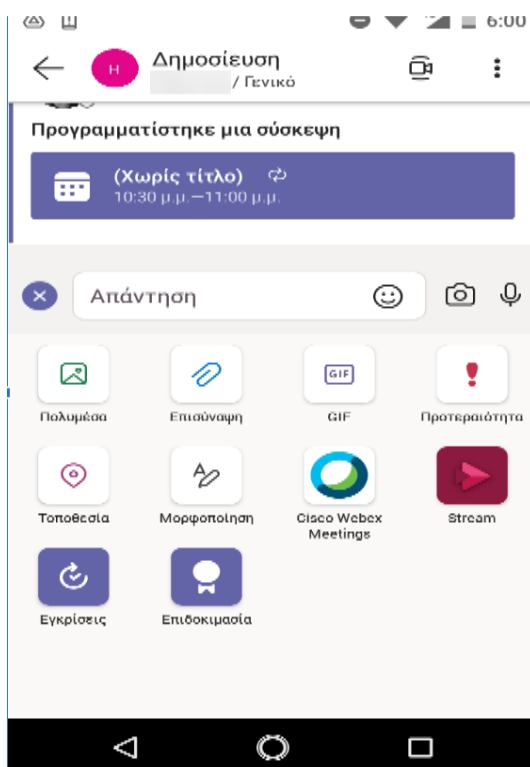 6:00
Η Δημοσίευση
/ Γενικό
Προγραμματίστηκε μια σύσκεψη
(Χωρίς τίτλο)
10:30 μ.μ.—11:00 μ.μ.
Απάντηση
GIF
Πολυμέσα Επισύναψη GIF Προτεραιότητα
Τοποθεσία Μορφοποίηση Cisco Webex Meetings Stream
Εγκρίσεις Επιδοκιμασία